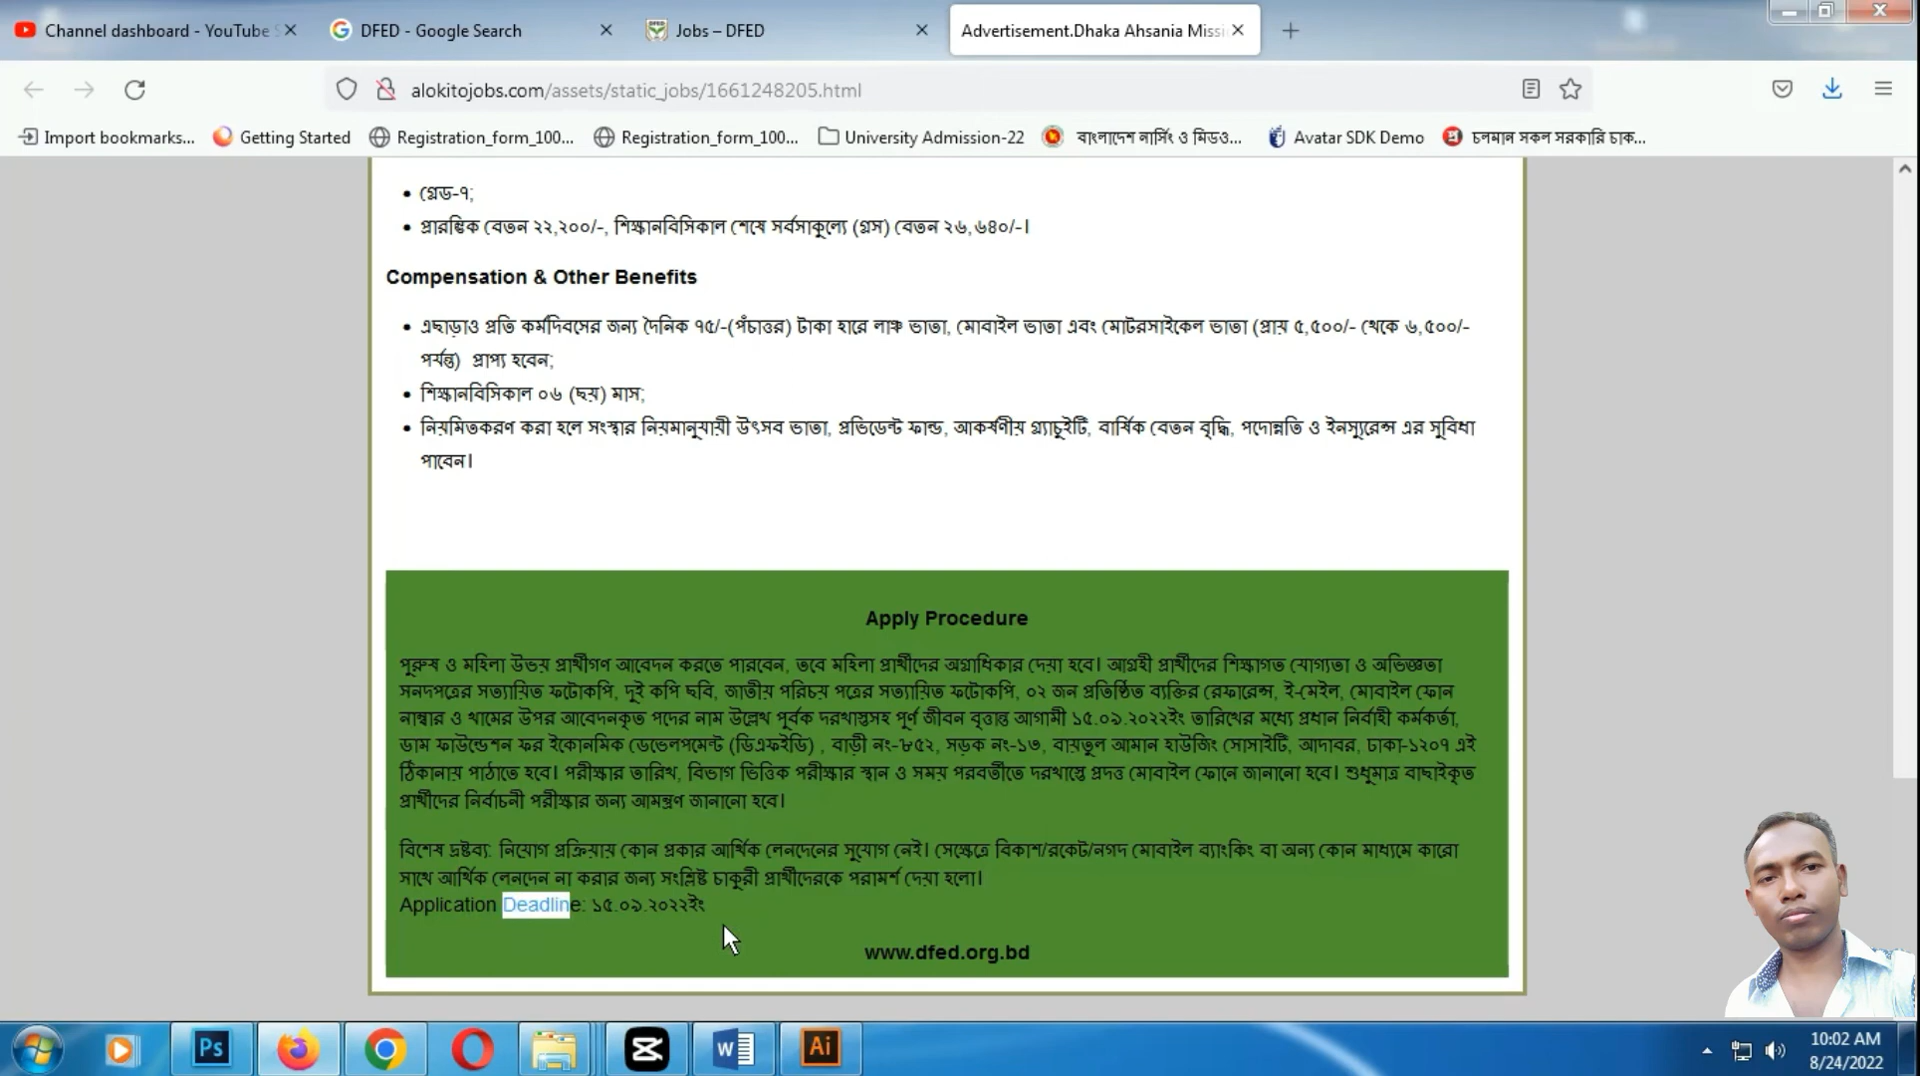 Channel dashboard - YouTube S
DFED - Google Search
Jobs – DFED
Advertisement.Dhaka Ahsania Missi
alokitojobs.com/assets/static_jobs/1661248205.html
Import bookmarks...
Getting Started
Registration_form_100...
Registration_form_100...
University Admission-22
বাংলাদেশ নার্সিং ও মিডও...
Avatar SDK Demo
চলমান সকল সরকারি চাক...
গ্রেড-৭;
প্রারম্ভিক বেতন ২২,২০০/-, শিক্ষানবিসিকাল শেষে সর্বসাকুল্যে (গ্রস) বেতন ২৬,৬৪০/-।
Compensation & Other Benefits
এছাড়াও প্রতি কর্মদিবসের জন্য দৈনিক ৭৫/-(পঁচাত্তর) টাকা হারে লাঞ্চ ভাতা, মোবাইল ভাতা এবং মোটরসাইকেল ভাতা (প্রায় ৫,৫০০/- থেকে ৬,৫০০/-
পর্যন্ত) প্রাপ্য হবেন;
শিক্ষানবিসিকাল ০৬ (ছয়) মাস;
নিয়মিতকরণ করা হলে সংস্থার নিয়মানুযায়ী উৎসব ভাতা, প্রভিডেন্ট ফান্ড, আকর্ষণীয় গ্র্যাচুইটি, বার্ষিক বেতন বৃদ্ধি, পদোন্নতি ও ইনস্যুরেন্স এর সুবিধা
পাবেন।
Apply Procedure
পুরুষ ও মহিলা উভয় প্রার্থীগণ আবেদন করতে পারবেন, তবে মহিলা প্রার্থীদের অগ্রাধিকার দেয়া হবে। আগ্রহী প্রার্থীদের শিক্ষাগত যোগ্যতা ও অভিজ্ঞতা
সনদপত্রের সত্যায়িত ফটোকপি, দুই কপি ছবি, জাতীয় পরিচয় পত্রের সত্যায়িত ফটোকপি, ০২ জন প্রতিষ্ঠিত ব্যক্তির রেফারেন্স, ই-মেইল, মোবাইল ফোন
নাম্বার ও খামের উপর আবেদনকৃত পদের নাম উল্লেখ পূর্বক দরখাস্তসহ পূর্ণ জীবন বৃত্তান্ত আগামী ১৫.০৯.২০২২ইং তারিখের মধ্যে প্রধান নির্বাহী কর্মকর্তা,
ডাম ফাউন্ডেশন ফর ইকোনমিক ডেভেলপমেন্ট (ডিএফইডি) , বাড়ী নং-৮৫২, সড়ক নং-১৩, বায়তুল আমান হাউজিং সোসাইটি, আদাবর, ঢাকা-১২০৭ এই
ঠিকানায় পাঠাতে হবে। পরীক্ষার তারিখ, বিভাগ ভিত্তিক পরীক্ষার স্থান ও সময় পরবর্তীতে দরখাস্তে প্রদত্ত মোবাইল ফোনে জানানো হবে। শুধুমাত্র বাছাইকৃত
প্রার্থীদের নির্বাচনী পরীক্ষার জন্য আমন্ত্রণ জানানো হবে।
বিশেষ দ্রষ্টব্য: নিয়োগ প্রক্রিয়ায় কোন প্রকার আর্থিক লেনদেনের সুযোগ নেই। সেক্ষেত্রে বিকাশ/রকেট/নগদ মোবাইল ব্যাংকিং বা অন্য কোন মাধ্যমে কারো
সাথে আর্থিক লেনদেন না করার জন্য সংশ্লিষ্ট চাকুরী প্রার্থীদেরকে পরামর্শ দেয়া হলো।
Application Deadline: ১৫.০৯.২০২২ইং
www.dfed.org.bd
Ps
W
Ai
10:02 AM
8/24/2022